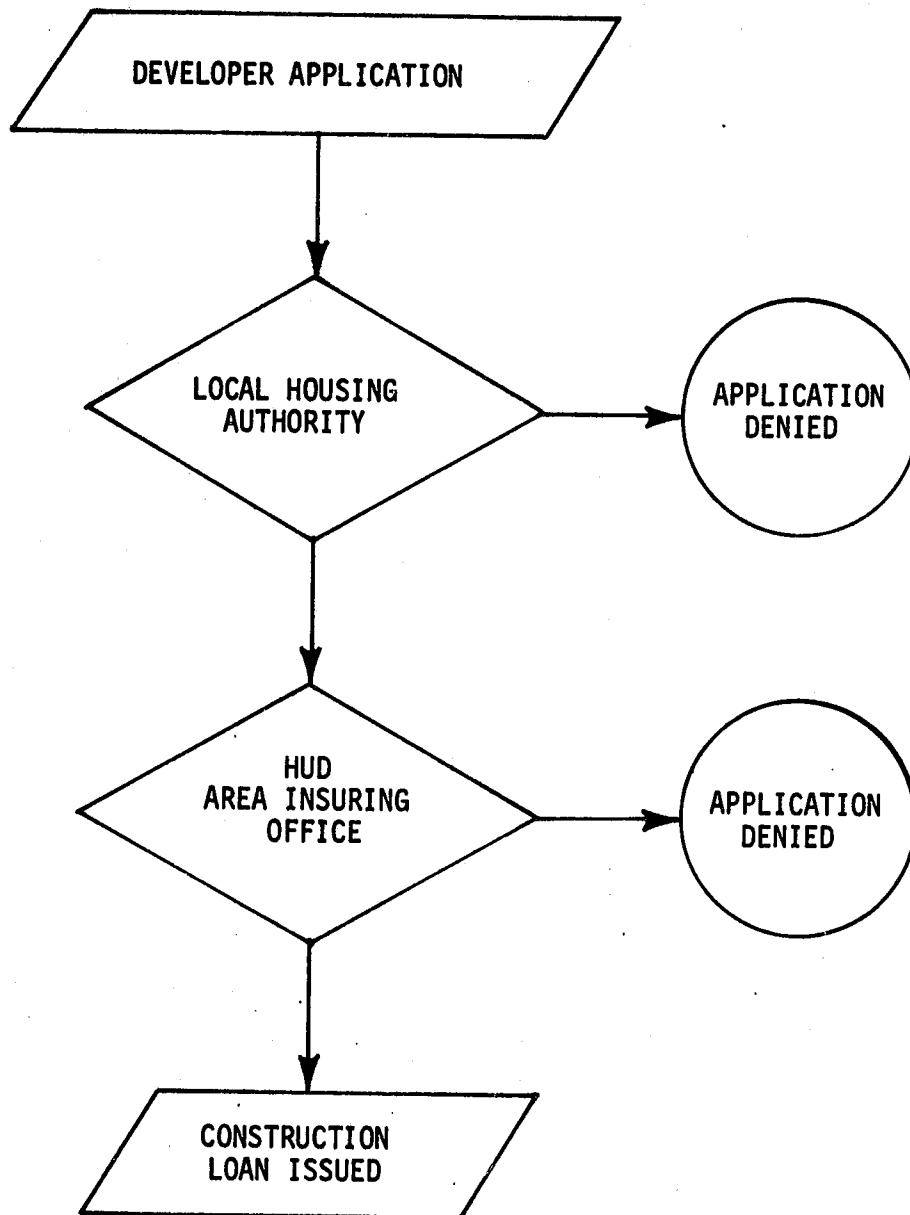 DEVELOPER APPLICATION
LOCAL HOUSING
AUTHORITY
APPLICATION
DENIED
HUD
AREA INSURING
OFFICE
APPLICATION
DENIED
CONSTRUCTION
LOAN ISSUED